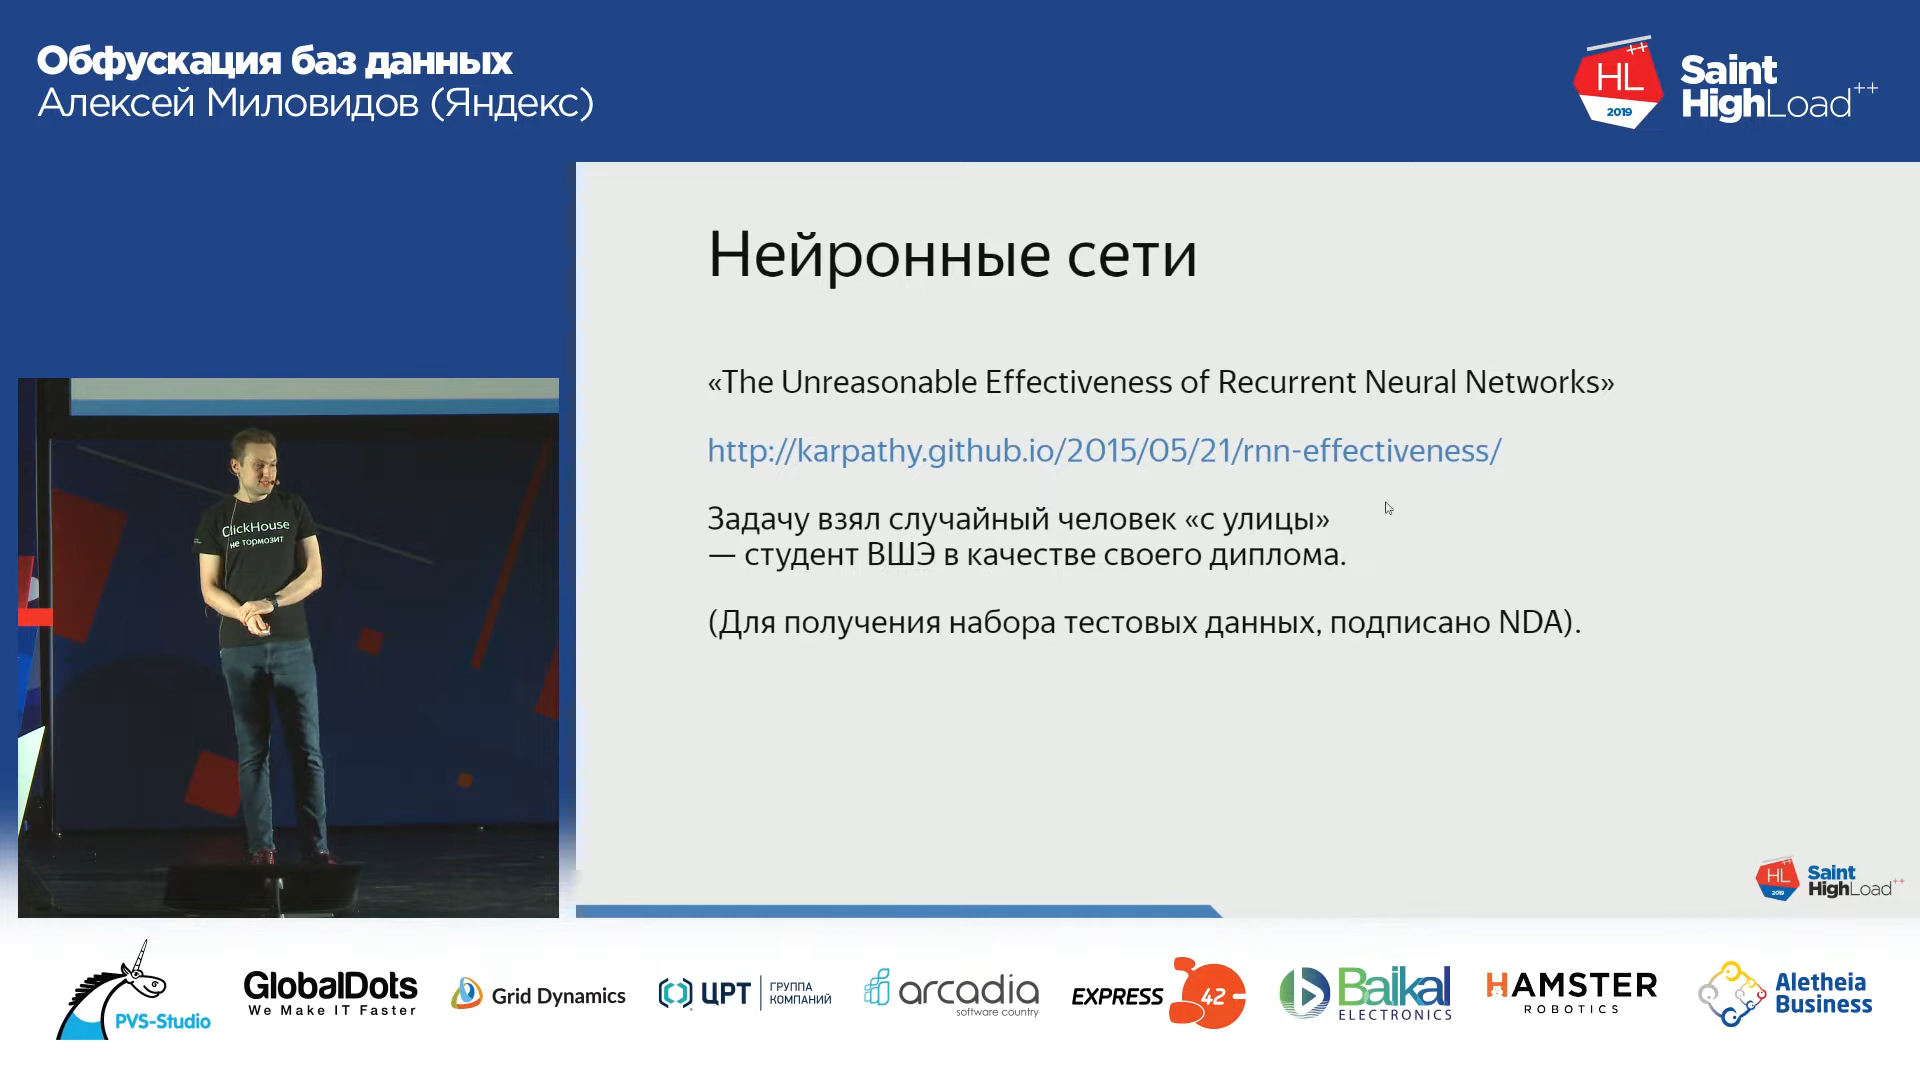 Обфускация баз данных
Алексей Миловидов (Яндекс)
++
HL
2019
Saint
HighLoad++
Нейронные сети
«The Unreasonable Effectiveness of Recurrent Neural Networks»
http://karpathy.github.io/2015/05/21/rnn-effectiveness/
Задачу взял случайный человек «с улицы»
— студент ВШЭ в качестве своего диплома.
(Для получения набора тестовых данных, подписано NDA).
ClickHouse
не тормозит
HL
2019
Saint
HighLoad++
PVS-Studio
GlobalDots
We Make IT Faster
Grid Dynamics
ЦРТ
ГРУППА
КОМПАНИЙ
arcadia
software country
EXPRESS 42
Baikal
ELECTRONICS
HAMSTER
ROBOTICS
Aletheia
Business